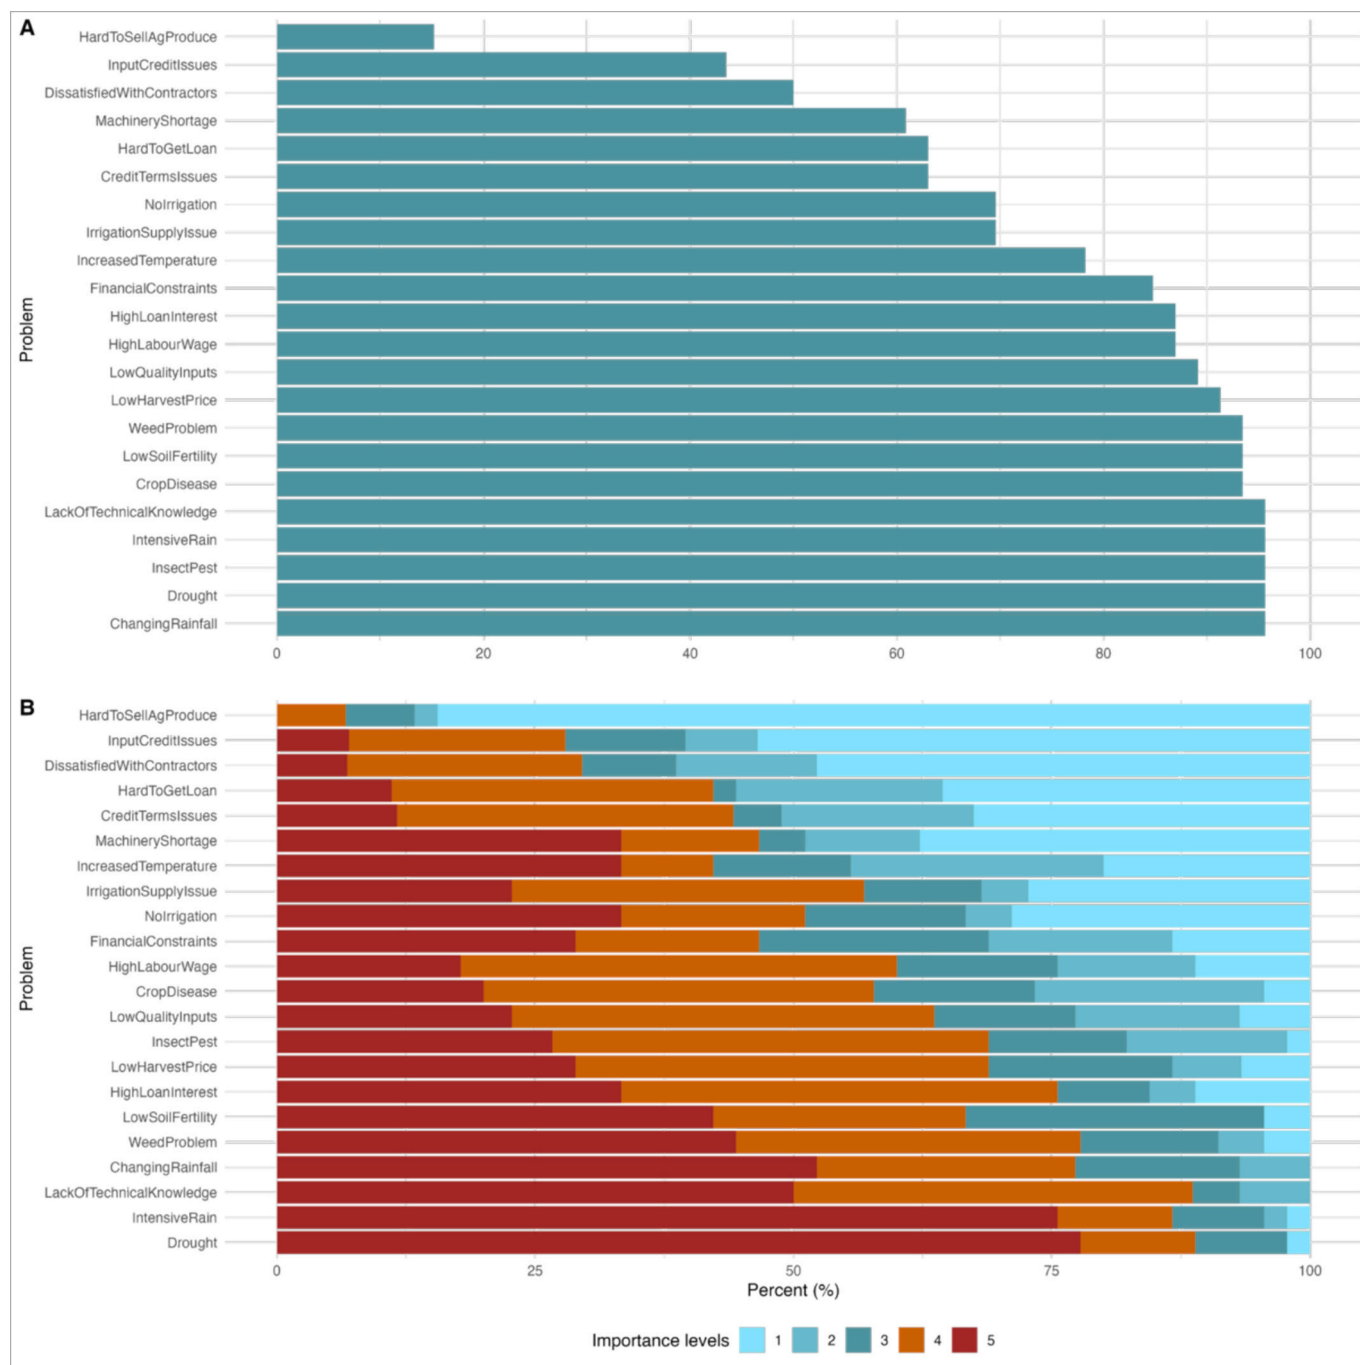 A
HardToSellAgProduce
InputCreditIssues
DissatisfiedWithContractors
MachineryShortage
HardToGetLoan
CreditTermsIssues
NoIrrigation
IrrigationSupplyIssue
IncreasedTemperature
FinancialConstraints
HighLoanInterest
HighLabourWage
LowQualityInputs
LowHarvestPrice
WeedProblem
LowSoilFertility
CropDisease
LackOfTechnicalKnowledge
IntensiveRain
InsectPest
Drought
ChangingRainfall
Problem
0 20 40 60 80 100
B
HardToSellAgProduce
InputCreditIssues
DissatisfiedWithContractors
HardToGetLoan
CreditTermsIssues
MachineryShortage
IncreasedTemperature
IrrigationSupplyIssue
NoIrrigation
FinancialConstraints
HighLabourWage
CropDisease
LowQualityInputs
InsectPest
LowHarvestPrice
HighLoanInterest
LowSoilFertility
WeedProblem
ChangingRainfall
LackOfTechnicalKnowledge
IntensiveRain
Drought
Problem
0 25 50 75 100
Percent (%)
Importance levels 1 2 3 4 5